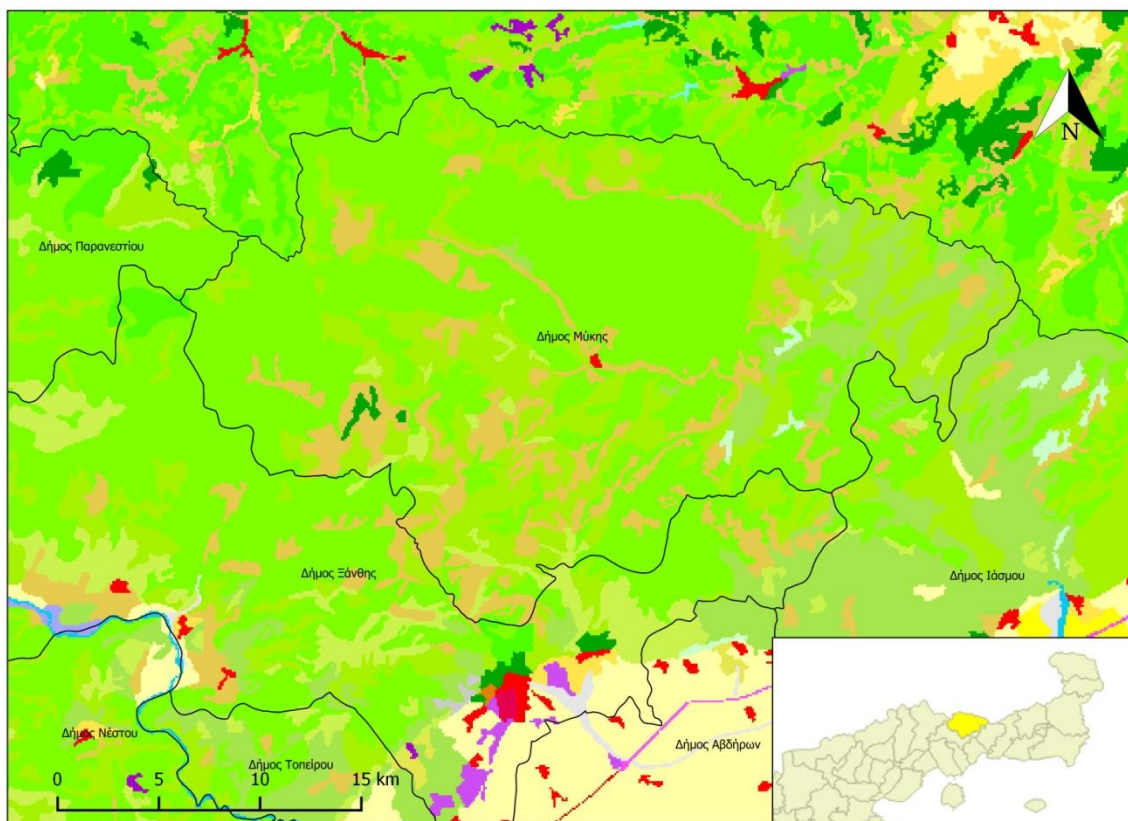 N
Δήμος Παρανεστίου
Δήμος Μύκης
Δήμος Ξάνθης
Δήμος Ιάσμου
Δήμος Νέστου
Δήμος Αβδήρων
Δήμος Τοπείρου
0 5 10 15 km